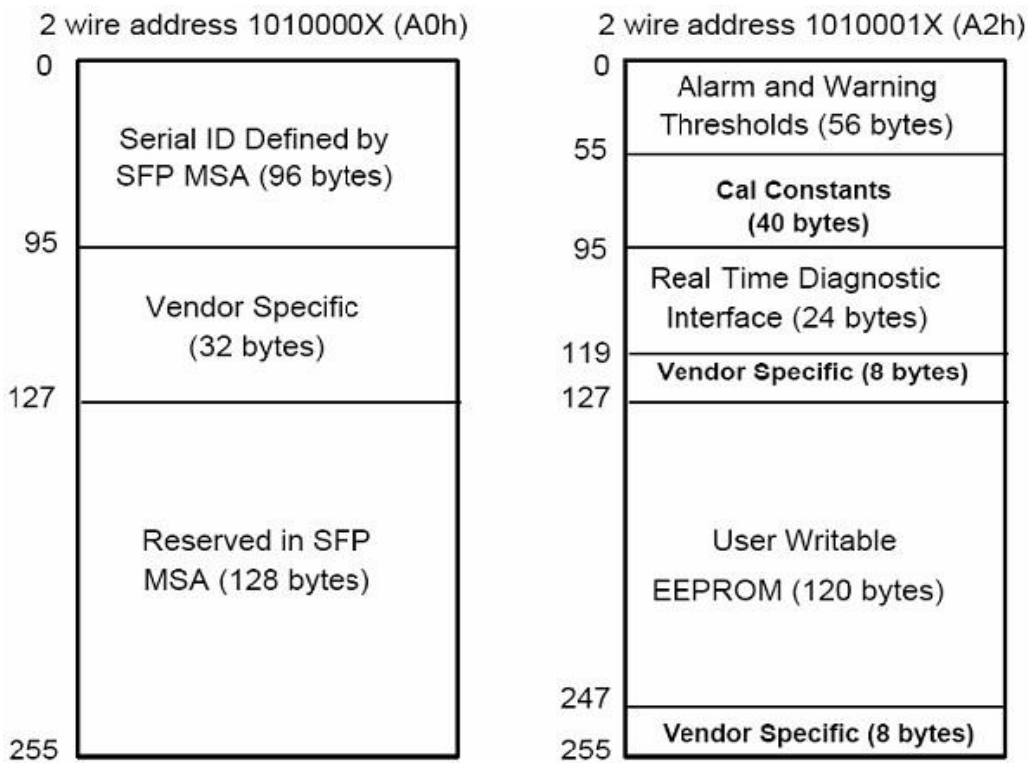 2 wire address 1010000X (A0h)
0
Serial ID Defined by
SFP MSA (96 bytes)
95
Vendor Specific
(32 bytes)
127
Reserved in SFP
MSA (128 bytes)
255
2 wire address 1010001X (A2h)
0
Alarm and Warning
Thresholds (56 bytes)
55
Cal Constants
(40 bytes)
95
Real Time Diagnostic
Interface (24 bytes)
119
Vendor Specific (8 bytes)
127
User Writable
EEPROM (120 bytes)
247
Vendor Specific (8 bytes)
255